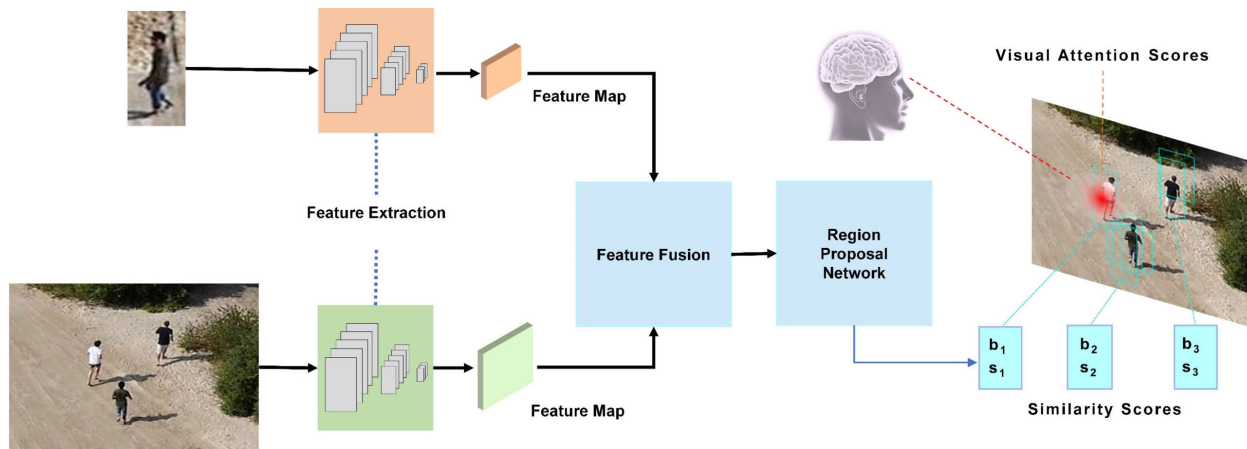 Visual Attention Scores
Feature Map
Feature Extraction
Feature Fusion
Region
Proposal
Network
Feature Map
b1
s1
b2
s2
b3
s3
Similarity Scores